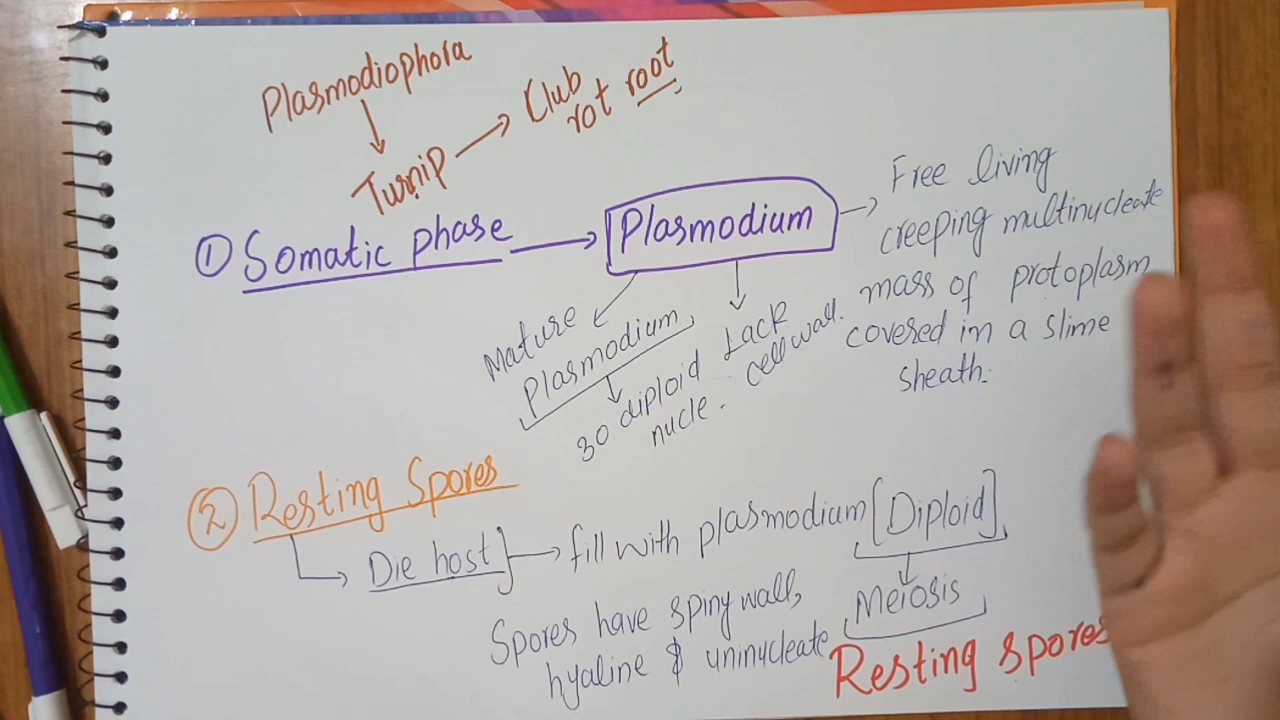 Plasmodiophora
Turnip
Club
rot root
① Somatic phase
Plasmodium
Free living
creeping multinucleate
mass of protoplasm
covered in a slime
sheath.
Mature
Plasmodium
30 diploid
nucle.
Lack
cell wall.
② Resting Spores
Die host
fill with plasmodium [Diploid]
Meiosis
Resting spores
Spores have spiny wall,
hyaline & uninucleate